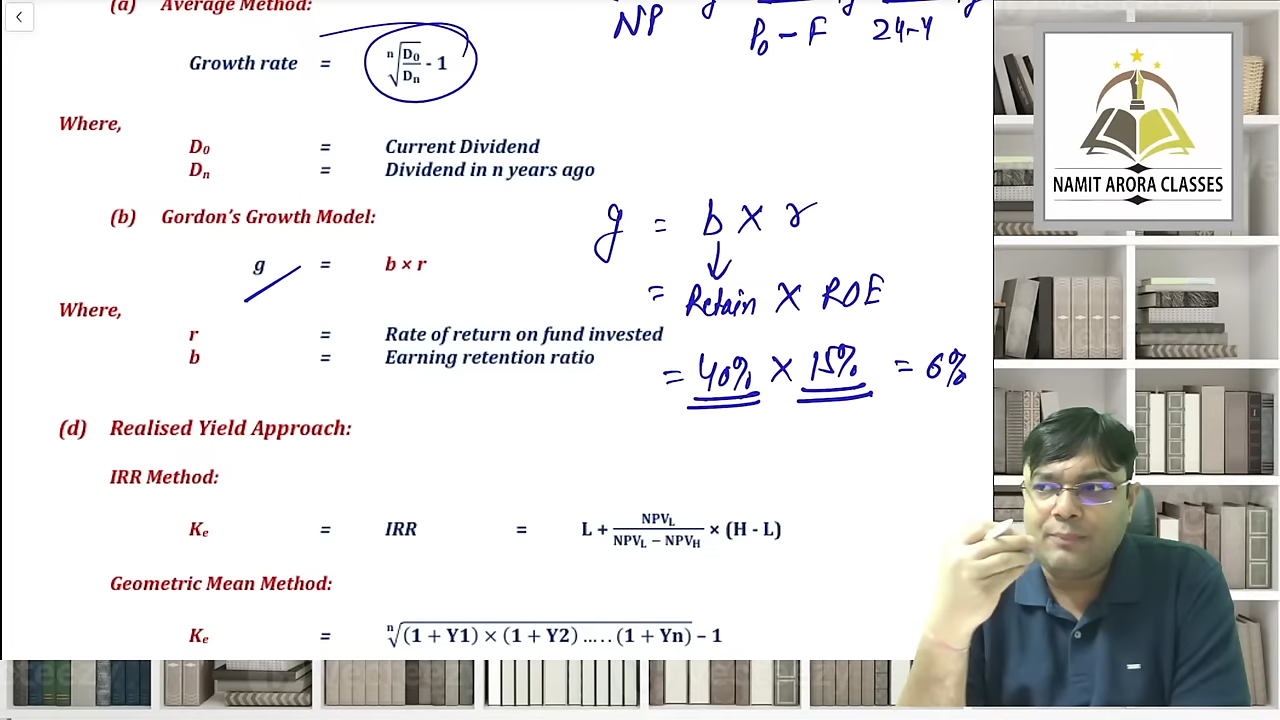 (a) Average Method:
NP P₀ - F 24-4
Growth rate = ⁿ√(D₀/Dₙ) - 1
Where,
D₀ = Current Dividend
Dₙ = Dividend in n years ago
(b) Gordon's Growth Model:
g = b × r
g = b × r
= Retain × ROE
Where,
r = Rate of return on fund invested
b = Earning retention ratio
= 40% × 15% = 6%
(d) Realised Yield Approach:
IRR Method:
Kₑ = IRR = L + NPV_L/(NPV_L − NPV_H) × (H - L)
Geometric Mean Method:
Kₑ = ⁿ√((1 + Y1) × (1 + Y2) ..... (1 + Yn)) – 1
NAMIT ARORA CLASSES